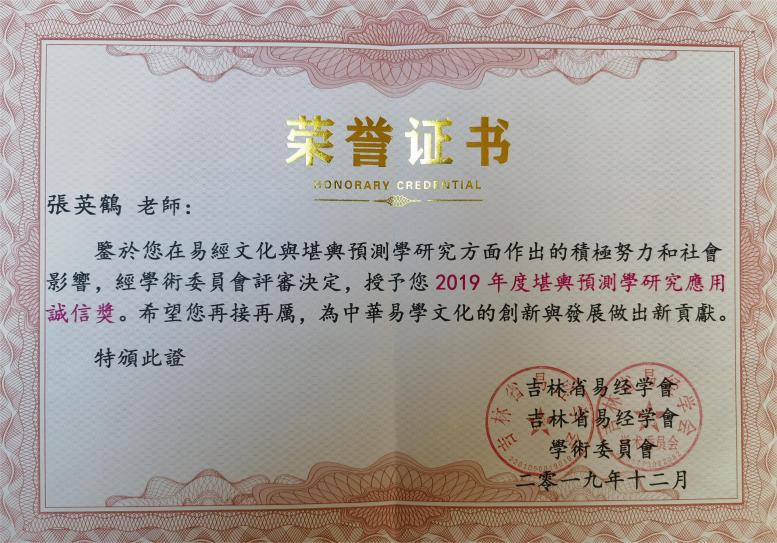 荣誉证书
HONORARY CREDENTIAL
張英鶴 老師：
鑒於您在易經文化與堪輿預測學研究方面作出的積極努力和社會
影響，經學術委員會評審決定，授予您 2019 年度堪輿預測學研究應用
誠信獎。希望您再接再厲，為中華易學文化的創新與發展做出新貢獻。
特頒此證
吉林省易经学會
吉林省易经学會
學術委員會
二零一九年十二月